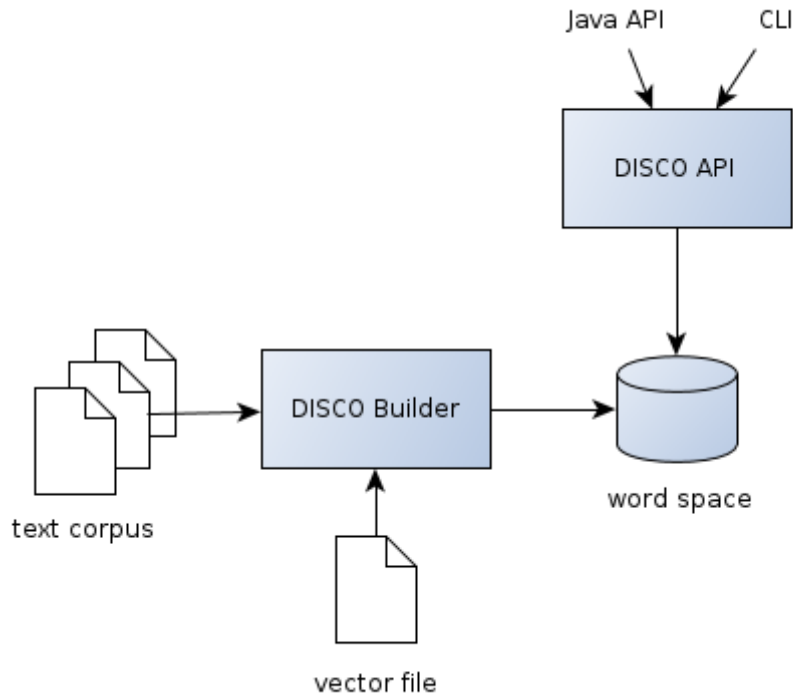 Java API
CLI
DISCO API
DISCO Builder
word space
text corpus
vector file